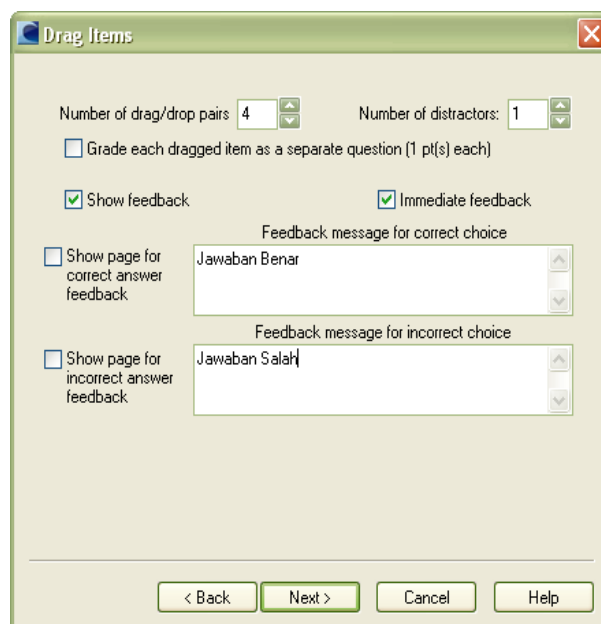 Drag Items
Number of drag/drop pairs 4 Number of distractors: 1
Grade each dragged item as a separate question (1 pt(s) each)
Show feedback Immediate feedback
Feedback message for correct choice
Show page for
correct answer
feedback
Jawaban Benar
Feedback message for incorrect choice
Show page for
incorrect answer
feedback
Jawaban Salah
< Back Next > Cancel Help